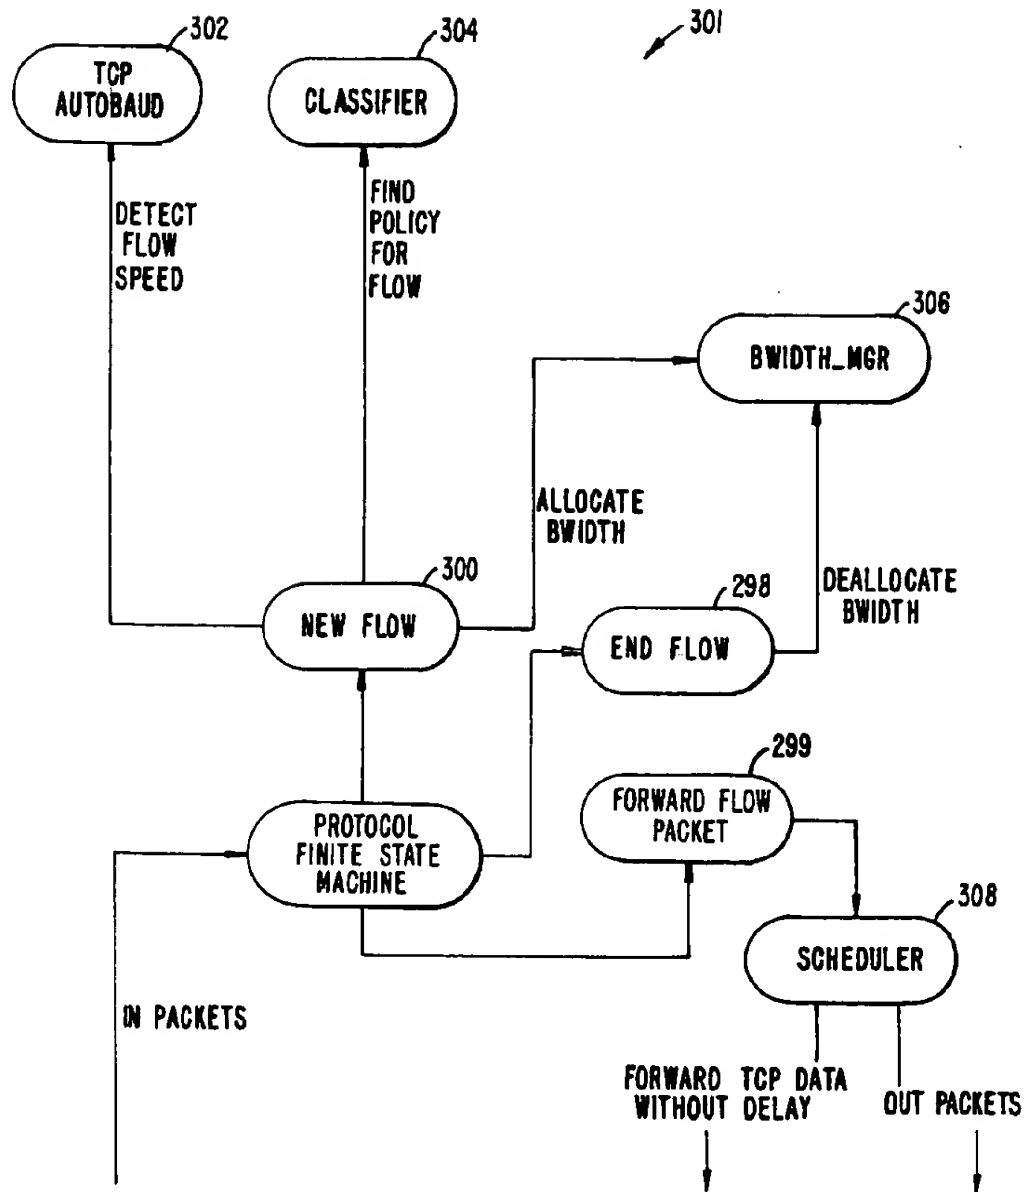 301
302
TCP
AUTOBAUD
304
CLASSIFIER
DETECT
FLOW
SPEED
FIND
POLICY
FOR
FLOW
306
BWIDTH_MGR
ALLOCATE
BWIDTH
300
NEW FLOW
298
END FLOW
DEALLOCATE
BWIDTH
299
FORWARD FLOW
PACKET
PROTOCOL
FINITE STATE
MACHINE
308
SCHEDULER
IN PACKETS
FORWARD TCP DATA
WITHOUT DELAY
OUT PACKETS